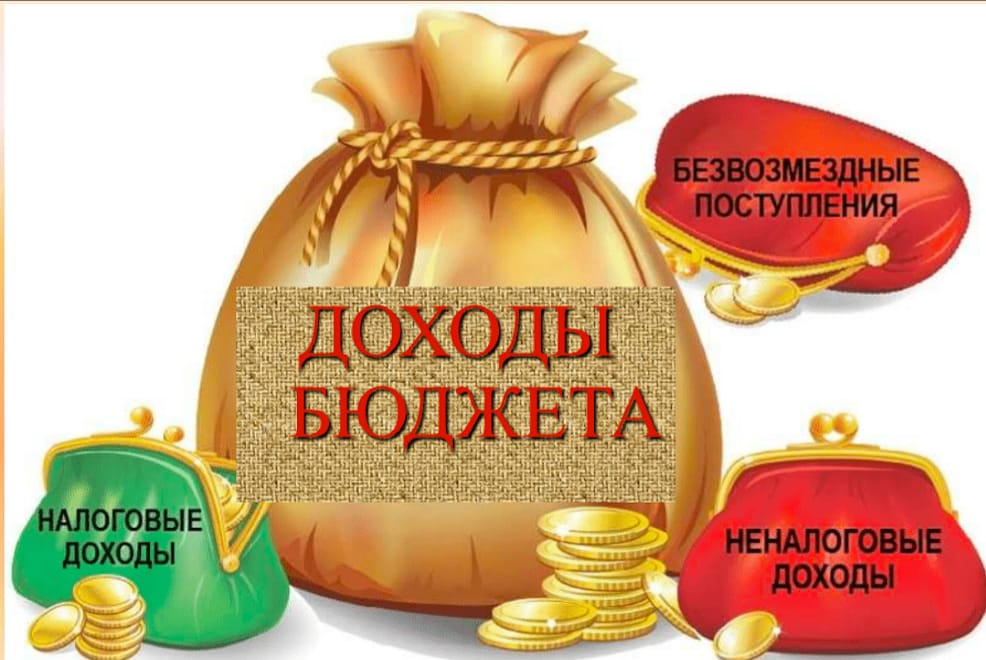 БЕЗВОЗМЕЗДНЫЕ
ПОСТУПЛЕНИЯ
ДОХОДЫ
БЮДЖЕТА
НАЛОГОВЫЕ
ДОХОДЫ
НЕНАЛОГОВЫЕ
ДОХОДЫ